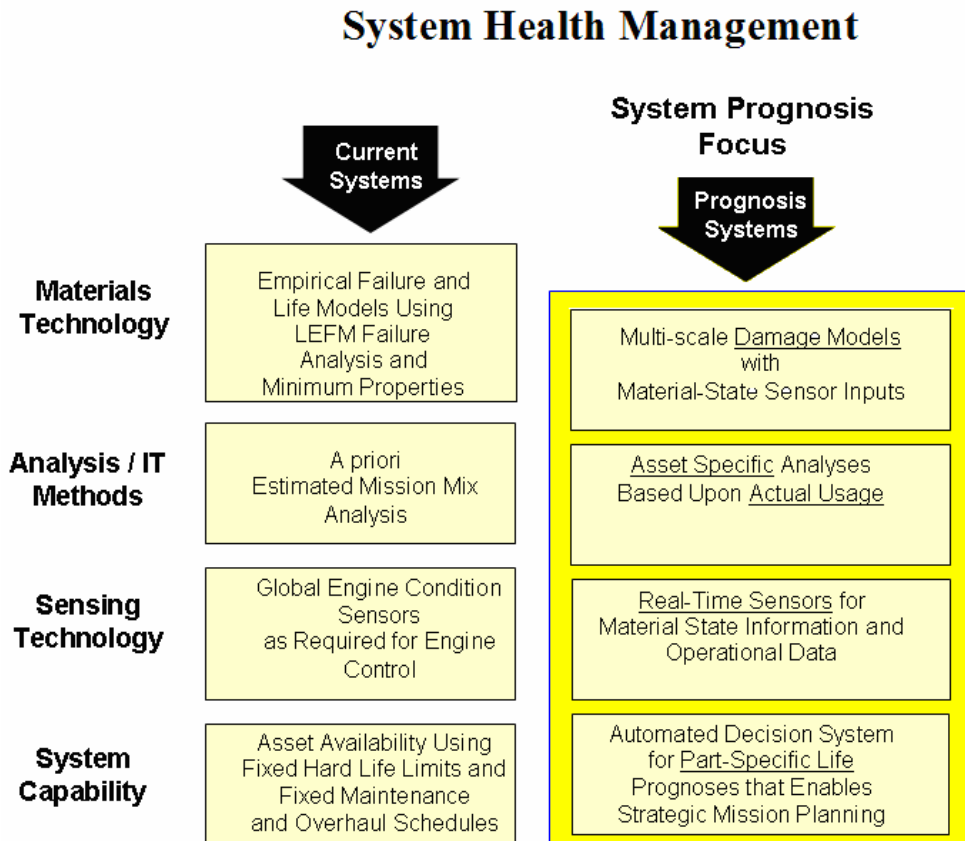 System Health Management
System Prognosis
Focus
Current
Systems
Prognosis
Systems
Materials
Technology
Empirical Failure and
Life Models Using
LEFM Failure
Analysis and
Minimum Properties
Multi-scale Damage Models
with
Material-State Sensor Inputs
Analysis / IT
Methods
A priori
Estimated Mission Mix
Analysis
Asset Specific Analyses
Based Upon Actual Usage
Sensing
Technology
Global Engine Condition
Sensors
as Required for Engine
Control
Real-Time Sensors for
Material State Information and
Operational Data
System
Capability
Asset Availability Using
Fixed Hard Life Limits and
Fixed Maintenance
and Overhaul Schedules
Automated Decision System
for Part-Specific Life
Prognoses that Enables
Strategic Mission Planning